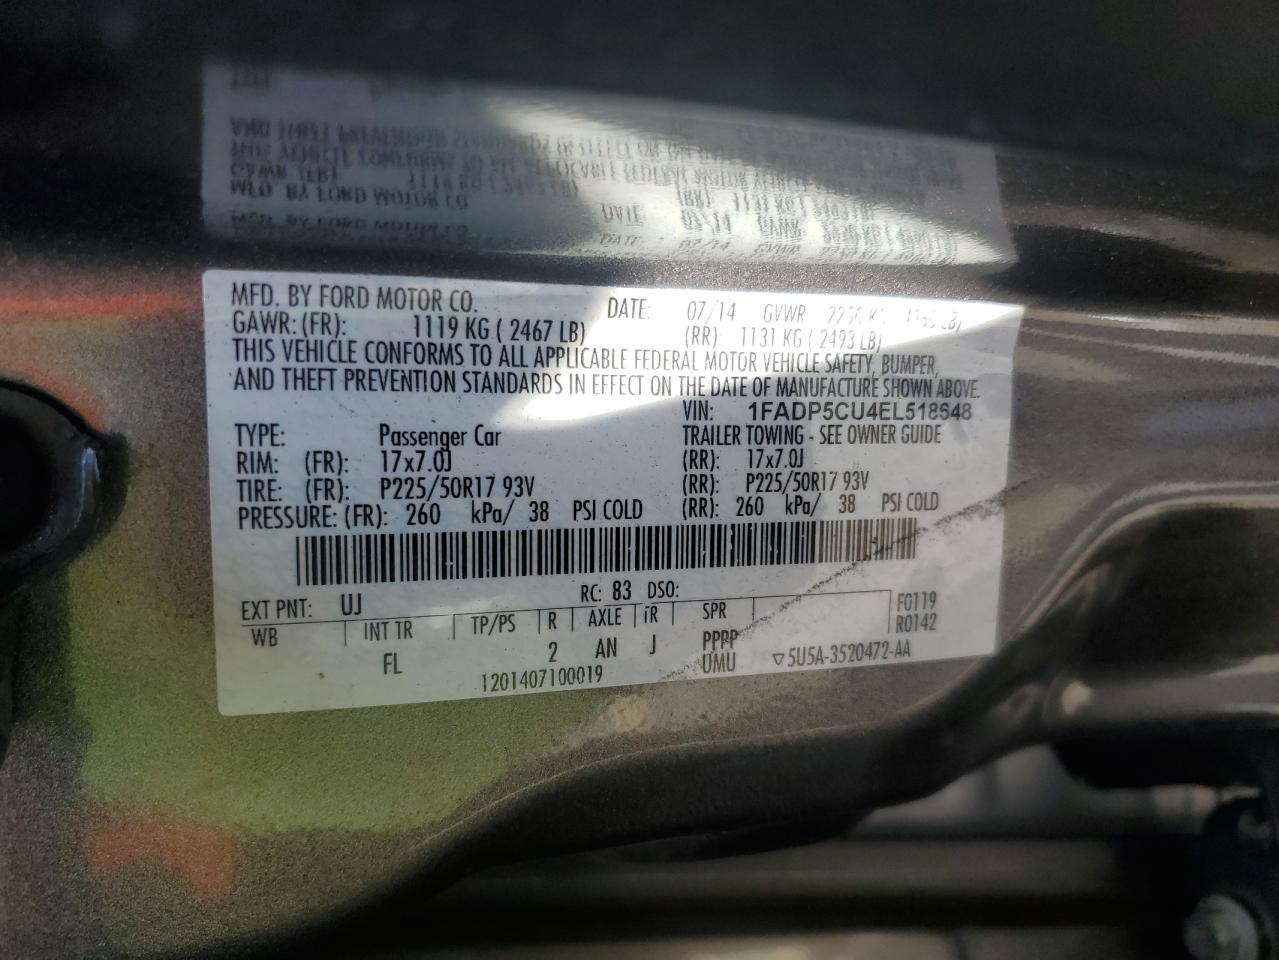 MFD. BY FORD MOTOR CO. DATE: 07/14 GVWR
GAWR: (FR): 1119 KG ( 2467 LB) (RR): 1131 KG ( 2493 LB)
THIS VEHICLE CONFORMS TO ALL APPLICABLE FEDERAL MOTOR VEHICLE SAFETY, BUMPER,
AND THEFT PREVENTION STANDARDS IN EFFECT ON THE DATE OF MANUFACTURE SHOWN ABOVE.
VIN: 1FADP5CU4EL518548
TYPE: Passenger Car TRAILER TOWING - SEE OWNER GUIDE
RIM: (FR): 17x7.0J (RR): 17x7.0J
TIRE: (FR): P225/50R17 93V (RR): P225/50R17 93V
PRESSURE: (FR): 260 kPa/ 38 PSI COLD (RR): 260 kPa/ 38 PSI COLD
EXT PNT: UJ RC: 83 DSO: F0119
WB INT TR TP/PS R AXLE TR SPR R0142
FL 2 AN J PPPP
1201407100019 UMU ▽5U5A-3520472-AA